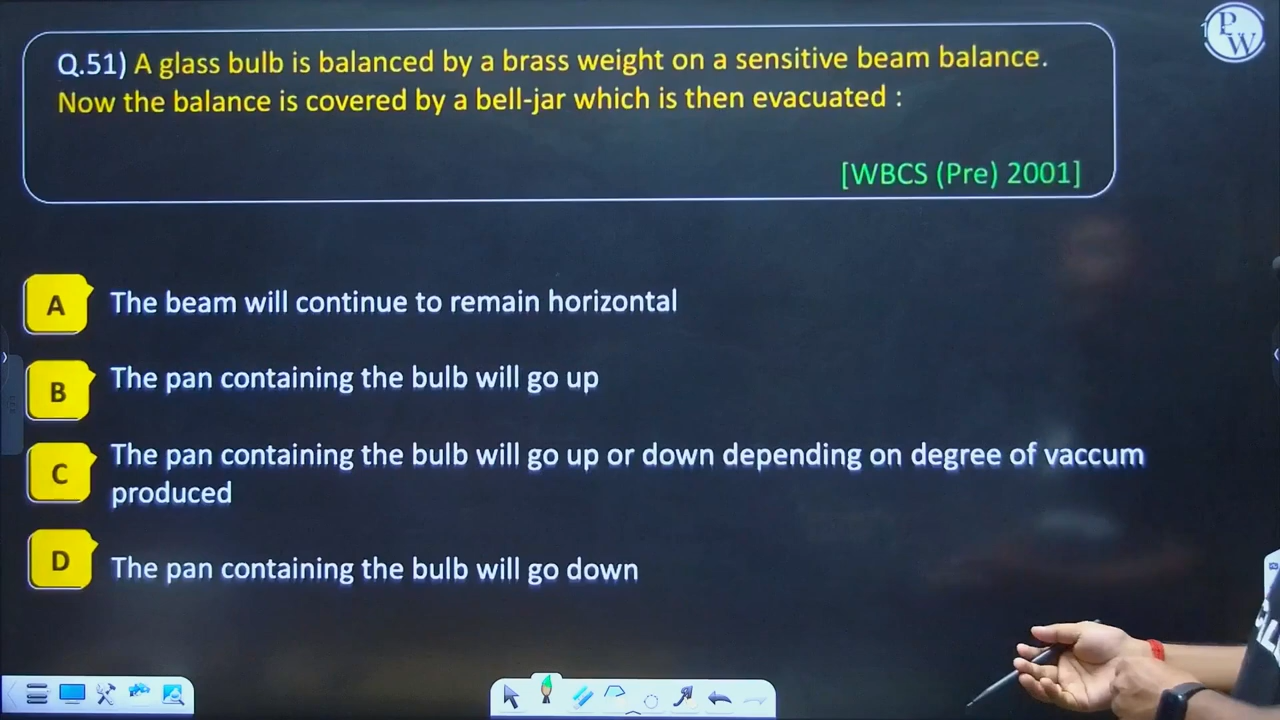 Q.51) A glass bulb is balanced by a brass weight on a sensitive beam balance.
Now the balance is covered by a bell-jar which is then evacuated :
[WBCS (Pre) 2001]
PW
A
The beam will continue to remain horizontal
B
The pan containing the bulb will go up
C
The pan containing the bulb will go up or down depending on degree of vaccum
produced
D
The pan containing the bulb will go down